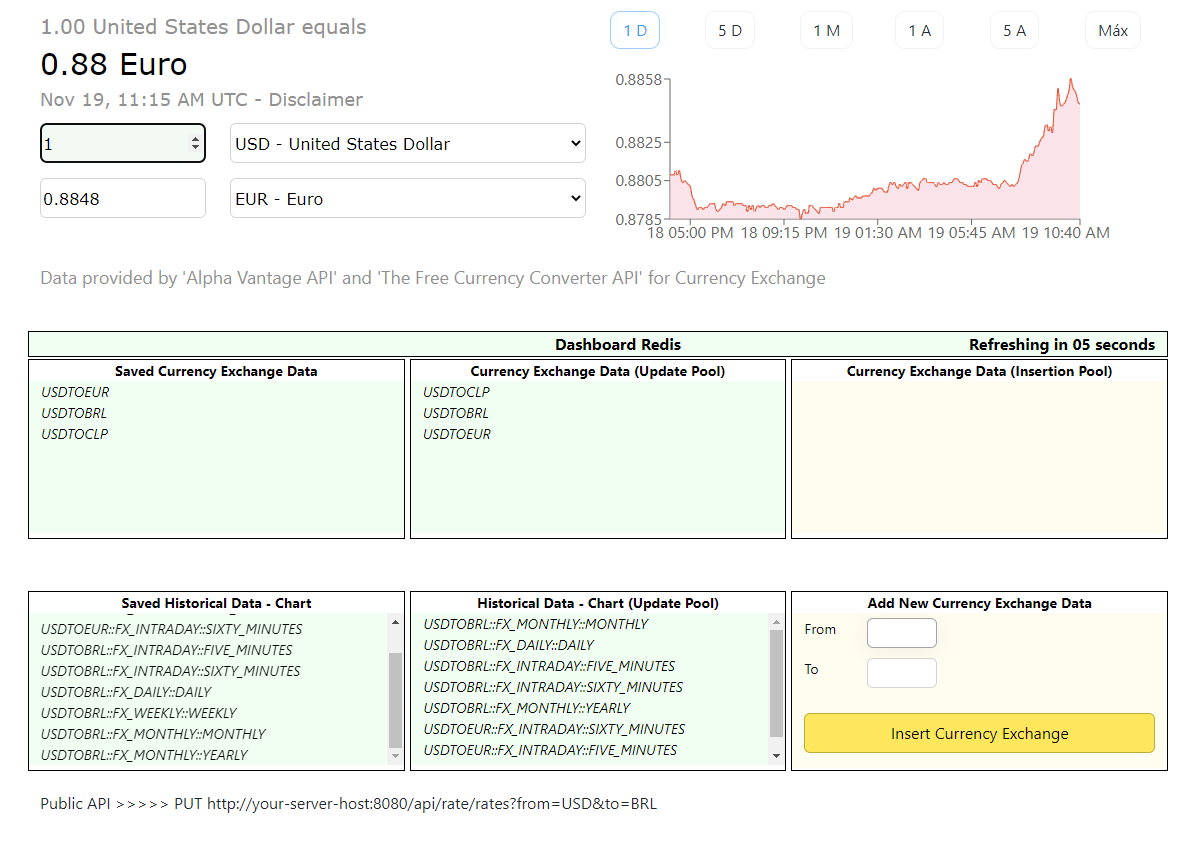 1.00 United States Dollar equals
0.88 Euro
Nov 19, 11:15 AM UTC - Disclaimer
1
USD - United States Dollar
0.8848
EUR - Euro
1 D
5 D
1 M
1 A
5 A
Máx
0.8858
0.8825
0.8805
0.8785
18 05:00 PM
18 09:15 PM
19 01:30 AM
19 05:45 AM
19 10:40 AM
Data provided by 'Alpha Vantage API' and 'The Free Currency Converter API' for Currency Exchange
Dashboard Redis
Refreshing in 05 seconds
Saved Currency Exchange Data
USDTOEUR
USDTOBRL
USDTOCLP
Currency Exchange Data (Update Pool)
USDTOCLP
USDTOBRL
USDTOEUR
Currency Exchange Data (Insertion Pool)
Saved Historical Data - Chart
USDTOEUR::FX_INTRADAY::SIXTY_MINUTES
USDTOBRL::FX_INTRADAY::FIVE_MINUTES
USDTOBRL::FX_INTRADAY::SIXTY_MINUTES
USDTOBRL::FX_DAILY::DAILY
USDTOBRL::FX_WEEKLY::WEEKLY
USDTOBRL::FX_MONTHLY::MONTHLY
USDTOBRL::FX_MONTHLY::YEARLY
Historical Data - Chart (Update Pool)
USDTOBRL::FX_MONTHLY::MONTHLY
USDTOBRL::FX_DAILY::DAILY
USDTOBRL::FX_INTRADAY::FIVE_MINUTES
USDTOBRL::FX_INTRADAY::SIXTY_MINUTES
USDTOBRL::FX_MONTHLY::YEARLY
USDTOEUR::FX_INTRADAY::SIXTY_MINUTES
USDTOEUR::FX_INTRADAY::FIVE_MINUTES
Add New Currency Exchange Data
From
To
Insert Currency Exchange
Public API >>>>> PUT http://your-server-host:8080/api/rate/rates?from=USD&to=BRL